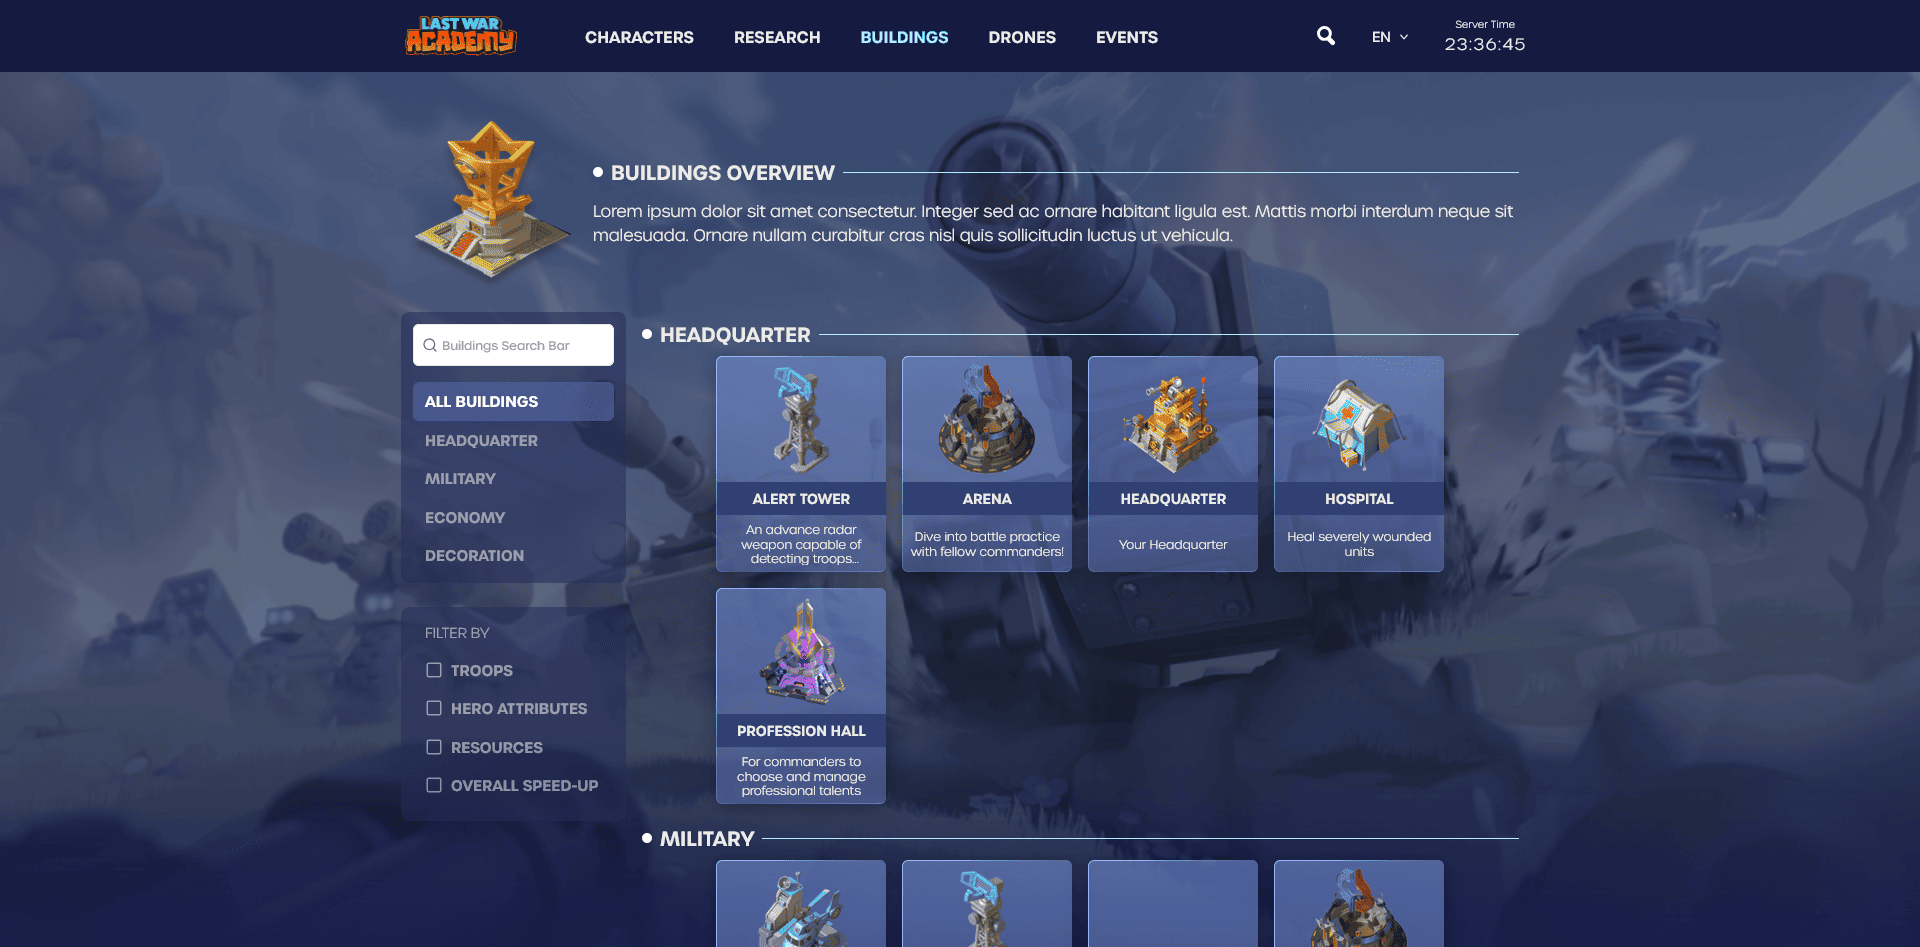 LAST WAR
ACADEMY
CHARACTERS
RESEARCH
BUILDINGS
DRONES
EVENTS
EN
Server Time
23:36:45
BUILDINGS OVERVIEW
Lorem ipsum dolor sit amet consectetur. Integer sed ac ornare habitant ligula est. Mattis morbi interdum neque sit
malesuada. Ornare nullam curabitur cras nisl quis sollicitudin luctus ut vehicula.
Buildings Search Bar
ALL BUILDINGS
HEADQUARTER
MILITARY
ECONOMY
DECORATION
FILTER BY
TROOPS
HERO ATTRIBUTES
RESOURCES
OVERALL SPEED-UP
HEADQUARTER
ALERT TOWER
An advance radar
weapon capable of
detecting troops...
ARENA
Dive into battle practice
with fellow commanders!
HEADQUARTER
Your Headquarter
HOSPITAL
Heal severely wounded
units
PROFESSION HALL
For commanders to
choose and manage
professional talents
MILITARY